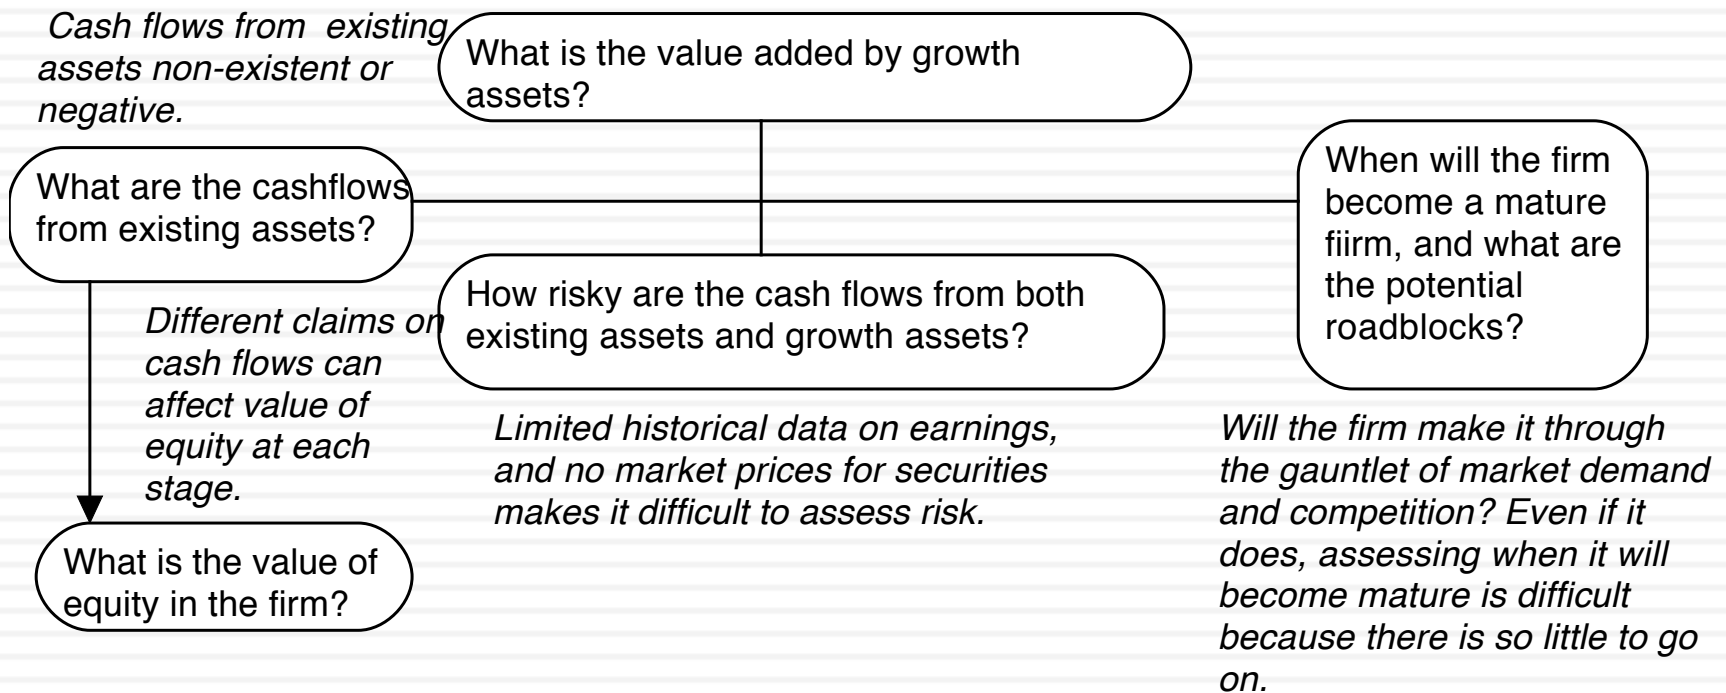 Cash flows from  existing
assets non-existent or
negative.
What is the value added by growth
assets?
What are the cashflows
from existing assets?
When will the firm
become a mature
fiirm, and what are
the potential
roadblocks?
How risky are the cash flows from both
existing assets and growth assets?
Different claims on
cash flows can
affect value of
equity at each
stage.
Limited historical data on earnings,
and no market prices for securities
makes it difficult to assess risk.
Will the firm make it through
the gauntlet of market demand
and competition? Even if it
does, assessing when it will
become mature is difficult
because there is so little to go
on.
What is the value of
equity in the firm?